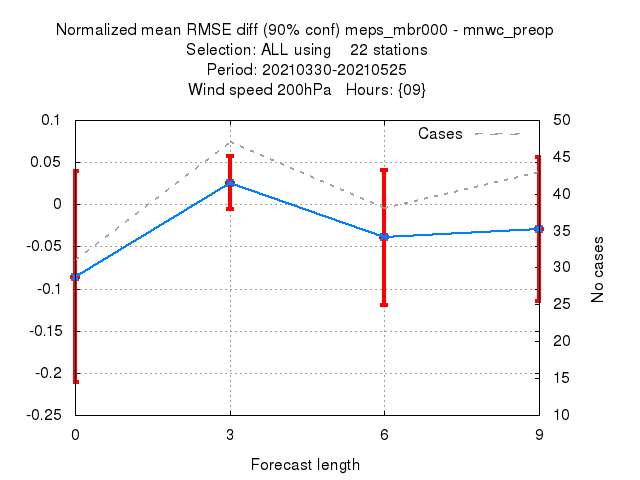 Normalized mean RMSE diff (90% conf) meps_mbr000 - mnwc_preop
Selection: ALL using    22 stations
Period: 20210330-20210525
Wind speed 200hPa   Hours: {09}
Cases
0.1
0.05
0
-0.05
-0.1
-0.15
-0.2
-0.25
50
45
40
35
30
25
20
15
10
No cases
0 3 6 9
Forecast length